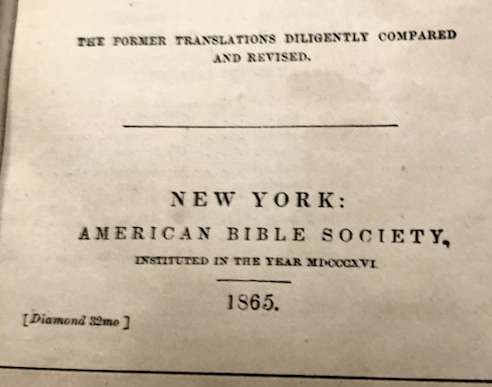 THE FORMER TRANSLATIONS DILIGENTLY COMPARED
AND REVISED.
NEW YORK:
AMERICAN BIBLE SOCIETY,
INSTITUTED IN THE YEAR MDCCCXVI.
1865.
[Diamond 32mo]